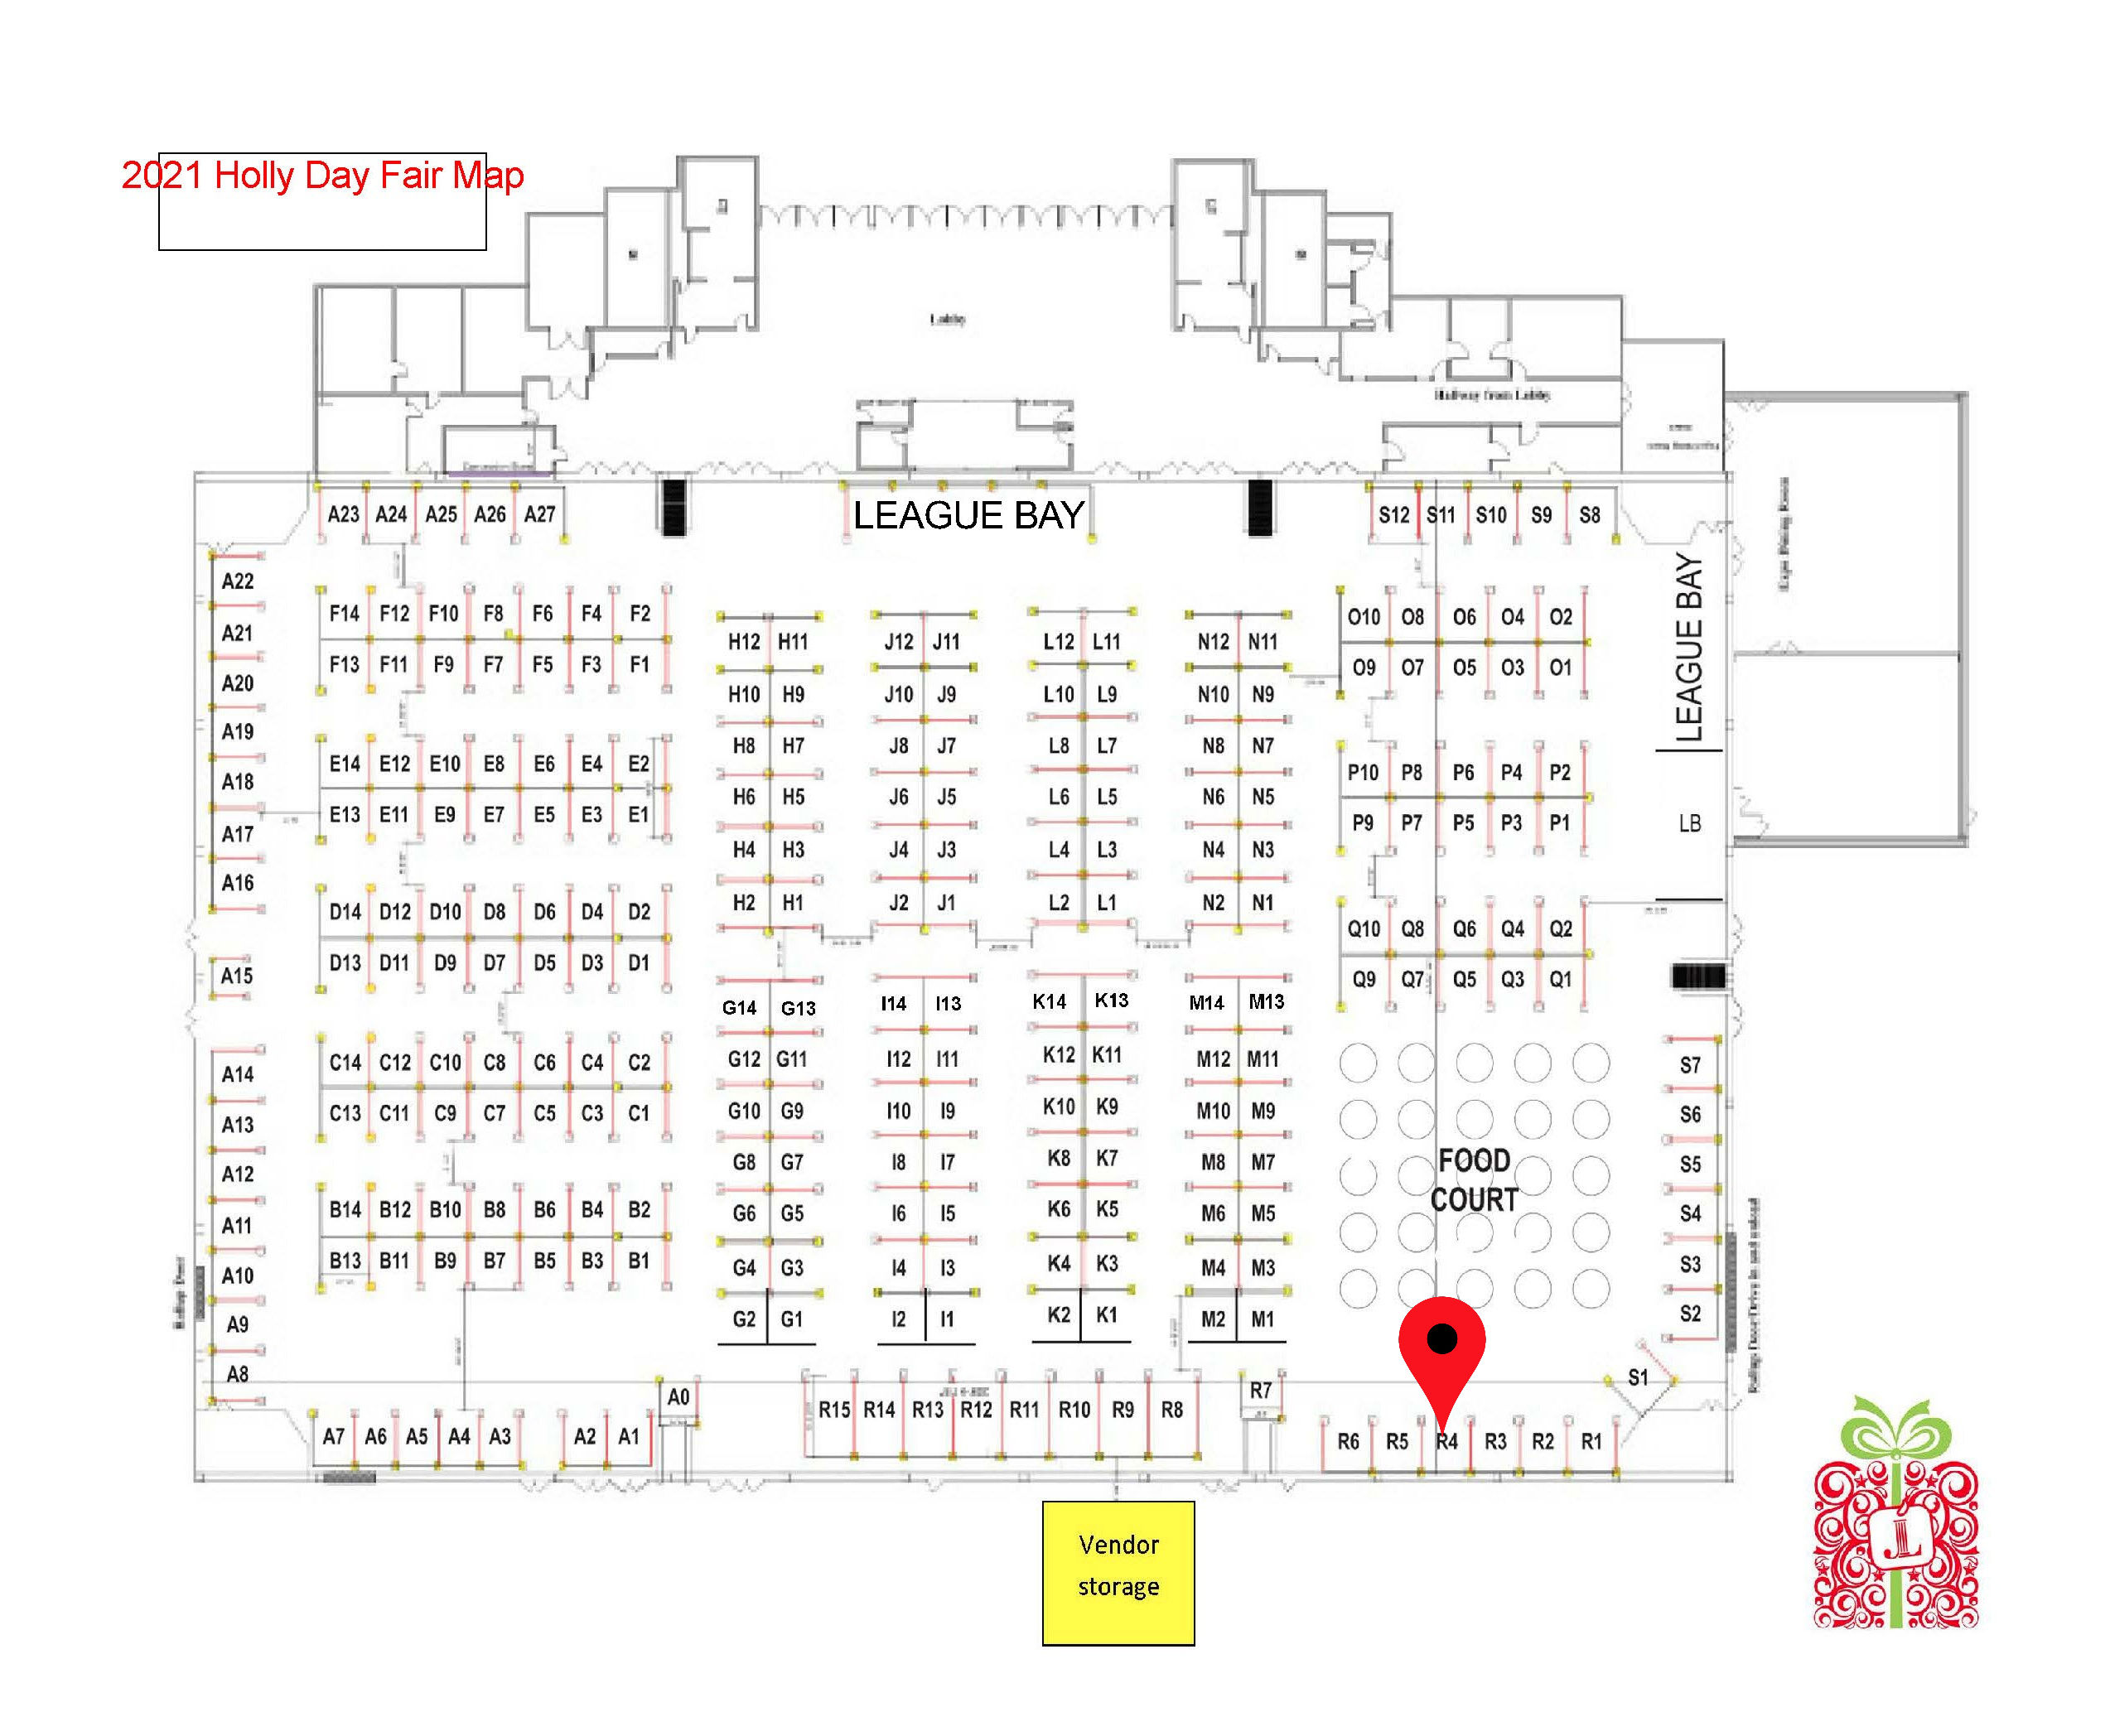 2021 Holly Day Fair Map
Lobby
Hallway from Lobby
LEAGUE BAY
A23 A24 A25 A26 A27
S12 S11 S10 S9 S8
LEAGUE BAY
LB
A22
A21
A20
A19
A18
A17
A16
A15
A14
A13
A12
A11
A10
A9
A8
F14 F12 F10 F8 F6 F4 F2
F13 F11 F9 F7 F5 F3 F1
E14 E12 E10 E8 E6 E4 E2
E13 E11 E9 E7 E5 E3 E1
D14 D12 D10 D8 D6 D4 D2
D13 D11 D9 D7 D5 D3 D1
C14 C12 C10 C8 C6 C4 C2
C13 C11 C9 C7 C5 C3 C1
B14 B12 B10 B8 B6 B4 B2
B13 B11 B9 B7 B5 B3 B1
H12 H11
H10 H9
H8 H7
H6 H5
H4 H3
H2 H1
G14 G13
G12 G11
G10 G9
G8 G7
G6 G5
G4 G3
G2 G1
J12 J11
J10 J9
J8 J7
J6 J5
J4 J3
J2 J1
I14 I13
I12 I11
I10 I9
I8 I7
I6 I5
I4 I3
I2 I1
L12 L11
L10 L9
L8 L7
L6 L5
L4 L3
L2 L1
K14 K13
K12 K11
K10 K9
K8 K7
K6 K5
K4 K3
K2 K1
N12 N11
N10 N9
N8 N7
N6 N5
N4 N3
N2 N1
M14 M13
M12 M11
M10 M9
M8 M7
M6 M5
M4 M3
M2 M1
O10 O8 O6 O4 O2
O9 O7 O5 O3 O1
P10 P8 P6 P4 P2
P9 P7 P5 P3 P1
Q10 Q8 Q6 Q4 Q2
Q9 Q7 Q5 Q3 Q1
FOOD
COURT
S7
S6
S5
S4
S3
S2
S1
A7 A6 A5 A4 A3 A2 A1
A0
R15 R14 R13 R12 R11 R10 R9 R8
R7
R6 R5 R4 R3 R2 R1
Vendor
storage
JL